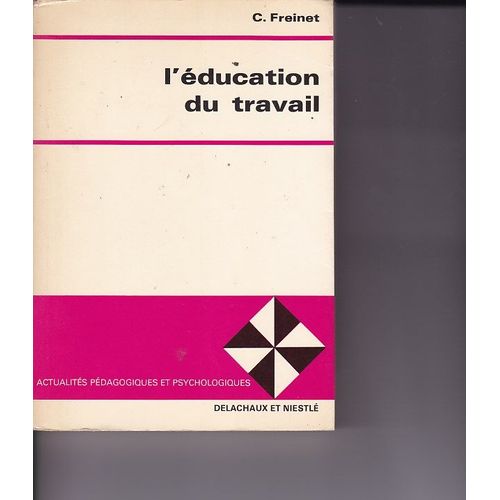 C. Freinet
l'éducation
du travail
ACTUALITÉS PÉDAGOGIQUES ET PSYCHOLOGIQUES
DELACHAUX ET NIESTLÉ